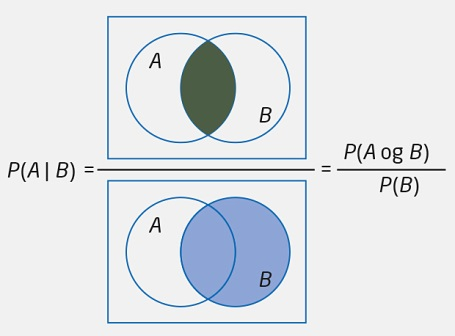 A
B
P(A | B) =
= P(A og B)
P(B)
A
B